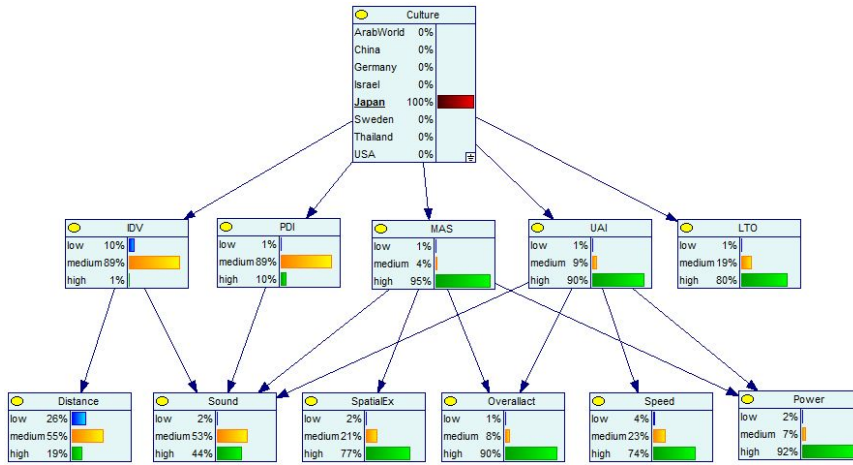 Culture
ArabWorld 0%
China 0%
Germany 0%
Israel 0%
Japan 100%
Sweden 0%
Thailand 0%
USA 0%
IDV
low 10%
medium 89%
high 1%
PDI
low 1%
medium 89%
high 10%
MAS
low 1%
medium 4%
high 95%
UAI
low 1%
medium 9%
high 90%
LTO
low 1%
medium 19%
high 80%
Distance
low 26%
medium 55%
high 19%
Sound
low 2%
medium 53%
high 44%
SpatialEx
low 2%
medium 21%
high 77%
Overallact
low 1%
medium 8%
high 90%
Speed
low 4%
medium 23%
high 74%
Power
low 2%
medium 7%
high 92%